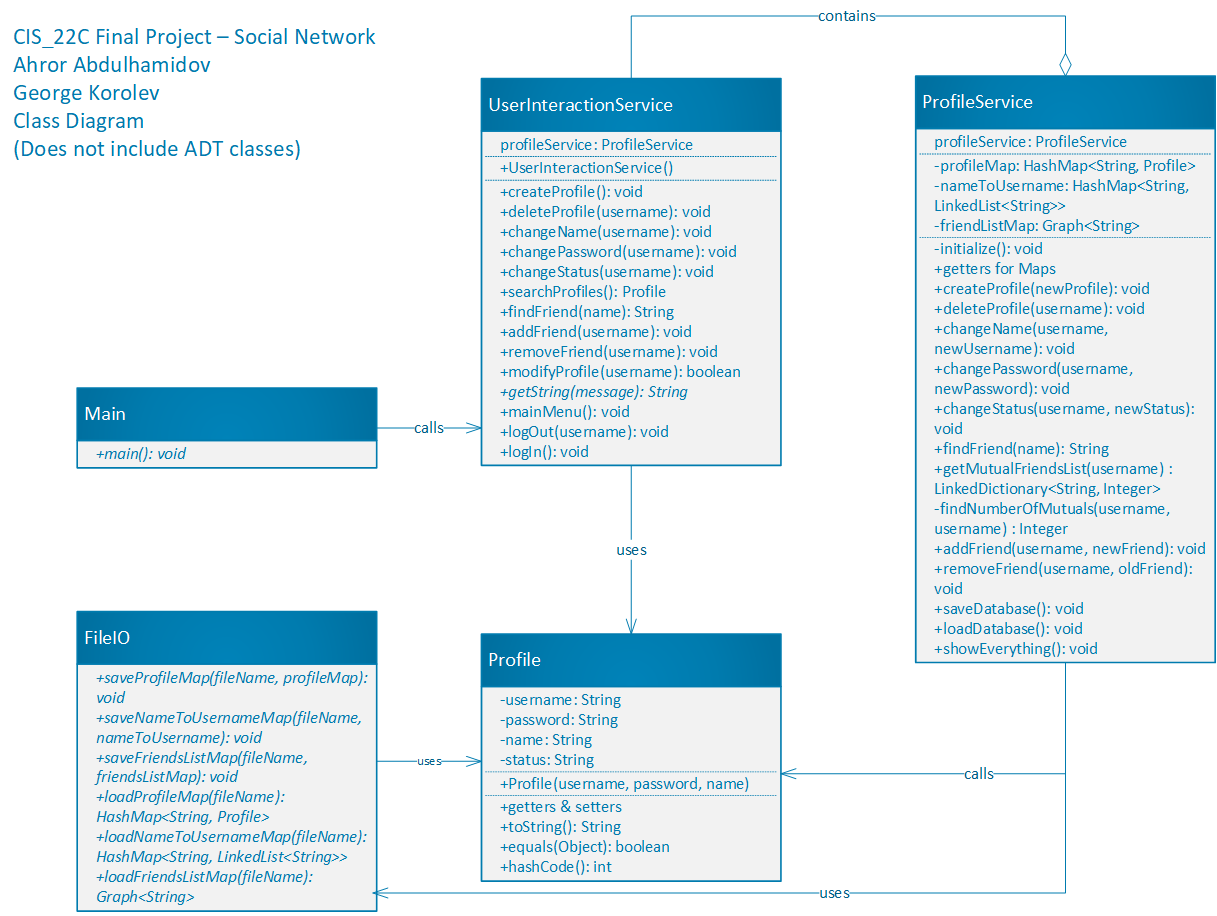 CIS_22C Final Project – Social Network
Ahror Abdulhamidov
George Korolev
Class Diagram
(Does not include ADT classes)
contains
UserInteractionService
profileService: ProfileService
+UserInteractionService()
+createProfile(): void
+deleteProfile(username): void
+changeName(username): void
+changePassword(username): void
+changeStatus(username): void
+searchProfiles(): Profile
+findFriend(name): String
+addFriend(username): void
+removeFriend(username): void
+modifyProfile(username): boolean
+getString(message): String
+mainMenu(): void
+logOut(username): void
+logIn(): void
ProfileService
profileService: ProfileService
-profileMap: HashMap<String, Profile>
-nameToUsername: HashMap<String,
LinkedList<String>>
-friendListMap: Graph<String>
-initialize(): void
+getters for Maps
+createProfile(newProfile): void
+deleteProfile(username): void
+changeName(username,
newUsername): void
+changePassword(username,
newPassword): void
+changeStatus(username, newStatus):
void
+findFriend(name): String
+getMutualFriendsList(username) :
LinkedDictionary<String, Integer>
-findNumberOfMutuals(username,
username) : Integer
+addFriend(username, newFriend): void
+removeFriend(username, oldFriend):
void
+saveDatabase(): void
+loadDatabase(): void
+showEverything(): void
Main
+main(): void
calls
uses
FileIO
+saveProfileMap(fileName, profileMap):
void
+saveNameToUsernameMap(fileName,
nameToUsername): void
+saveFriendsListMap(fileName,
friendsListMap): void
+loadProfileMap(fileName):
HashMap<String, Profile>
+loadNameToUsernameMap(fileName):
HashMap<String, LinkedList<String>>
+loadFriendsListMap(fileName):
Graph<String>
uses
Profile
-username: String
-password: String
-name: String
-status: String
+Profile(username, password, name)
+getters & setters
+toString(): String
+equals(Object): boolean
+hashCode(): int
calls
uses